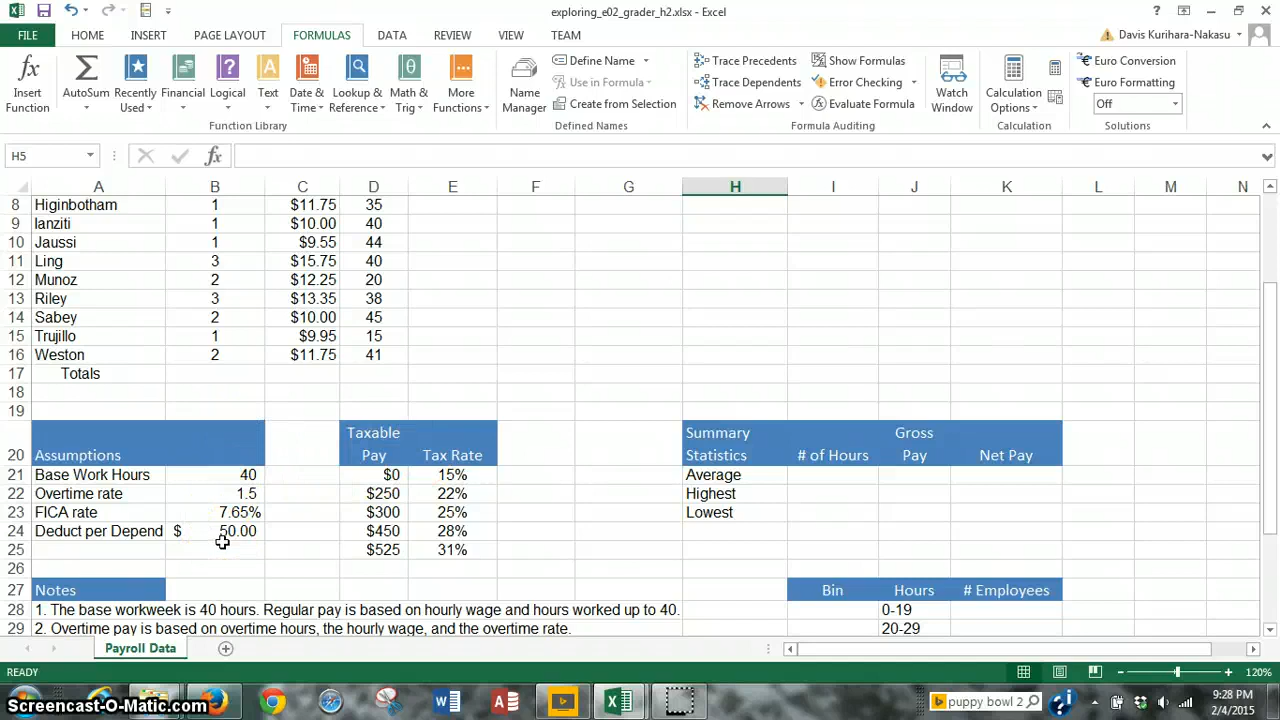 exploring_e02_grader_h2.xlsx - Excel
FILE HOME INSERT PAGE LAYOUT FORMULAS DATA REVIEW VIEW TEAM Davis Kurihara-Nakasu
Insert Function
AutoSum
Recently Used
Financial
Logical
Text
Date & Time
Lookup & Reference
Math & Trig
More Functions
Function Library
Name Manager
Define Name
Use in Formula
Create from Selection
Defined Names
Trace Precedents
Trace Dependents
Remove Arrows
Show Formulas
Error Checking
Evaluate Formula
Formula Auditing
Watch Window
Calculation Options
Calculation
Euro Conversion
Euro Formatting
Off
Solutions
H5 fx
A B C D E F G H I J K L M N
8 Higinbotham 1 $11.75 35
9 Ianziti 1 $10.00 40
10 Jaussi 1 $9.55 44
11 Ling 3 $15.75 40
12 Munoz 2 $12.25 20
13 Riley 3 $13.35 38
14 Sabey 2 $10.00 45
15 Trujillo 1 $9.95 15
16 Weston 2 $11.75 41
17 Totals
18
19
20 Assumptions Taxable Pay Tax Rate Summary Statistics # of Hours Gross Pay Net Pay
21 Base Work Hours 40 $0 15% Average
22 Overtime rate 1.5 $250 22% Highest
23 FICA rate 7.65% $300 25% Lowest
24 Deduct per Depend $ 50.00 $450 28%
25 $525 31%
26
27 Notes Bin Hours # Employees
28 1. The base workweek is 40 hours. Regular pay is based on hourly wage and hours worked up to 40. 0-19
29 2. Overtime pay is based on overtime hours, the hourly wage, and the overtime rate. 20-29
Payroll Data
READY 120%
Screencast-O-Matic.com puppy bowl 2 9:28 PM
2/4/2015